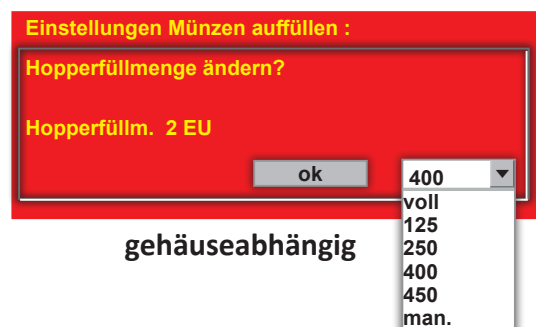 Einstellungen Münzen auffüllen :
Hopperfüllmenge ändern?
Hopperfüllm. 2 EU
ok
400
voll
125
250
400
450
man.
gehäuseabhängig